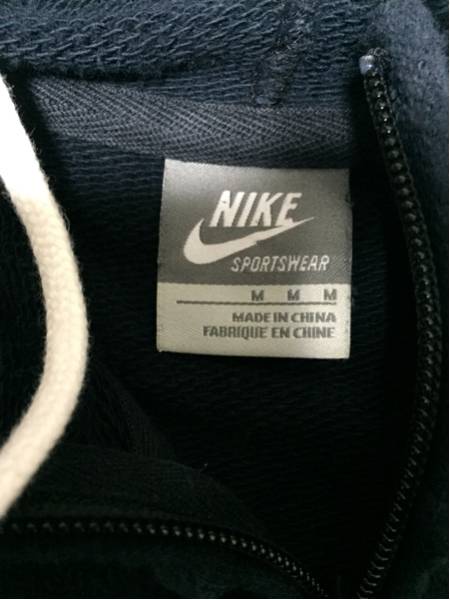 NIKE
SPORTSWEAR
M M M
MADE IN CHINA
FABRIQUE EN CHINE